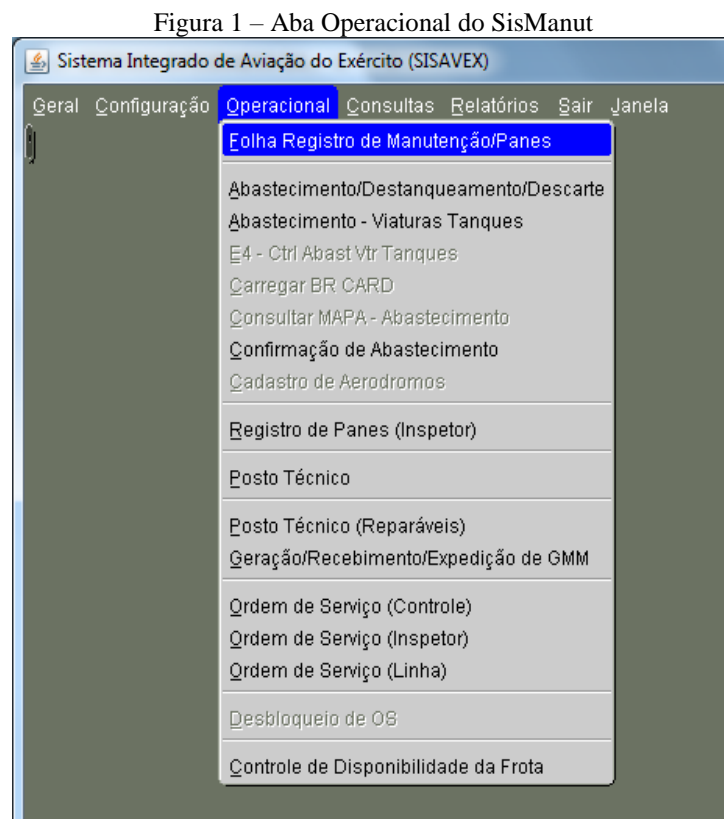 Figura 1 – Aba Operacional do SisManut
Sistema Integrado de Aviação do Exército (SISAVEX)
Geral Configuração Operacional Consultas Relatórios Sair Janela
Folha Registro de Manutenção/Panes
Abastecimento/Destanqueamento/Descarte
Abastecimento - Viaturas Tanques
E4 - Ctrl Abast Vtr Tanques
Carregar BR CARD
Consultar MAPA - Abastecimento
Confirmação de Abastecimento
Cadastro de Aerodromos
Registro de Panes (Inspetor)
Posto Técnico
Posto Técnico (Reparáveis)
Geração/Recebimento/Expedição de GMM
Ordem de Serviço (Controle)
Ordem de Serviço (Inspetor)
Ordem de Serviço (Linha)
Desbloqueio de OS
Controle de Disponibilidade da Frota